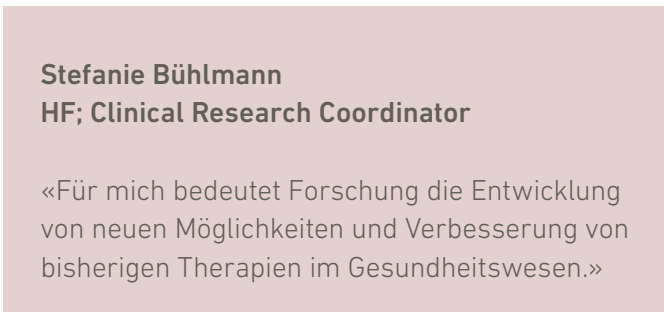 Stefanie Bühlmann
HF; Clinical Research Coordinator
«Für mich bedeutet Forschung die Entwicklung
von neuen Möglichkeiten und Verbesserung von
bisherigen Therapien im Gesundheitswesen.»